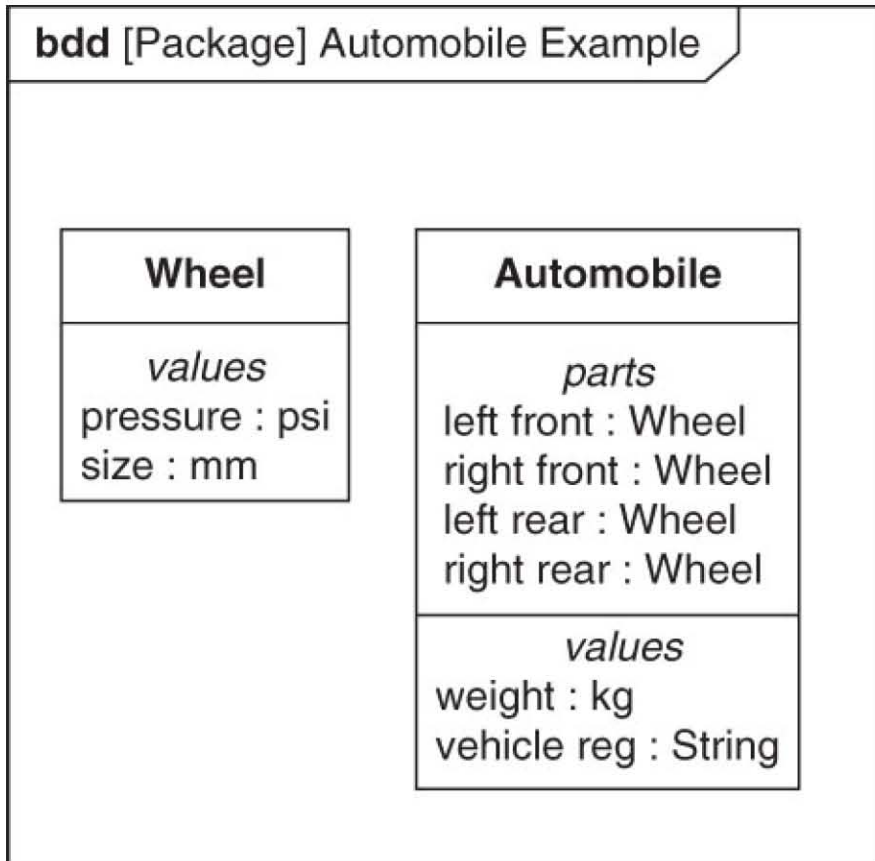 bdd [Package] Automobile Example
Wheel
values
pressure : psi
size : mm
Automobile
parts
left front : Wheel
right front : Wheel
left rear : Wheel
right rear : Wheel
values
weight : kg
vehicle reg : String